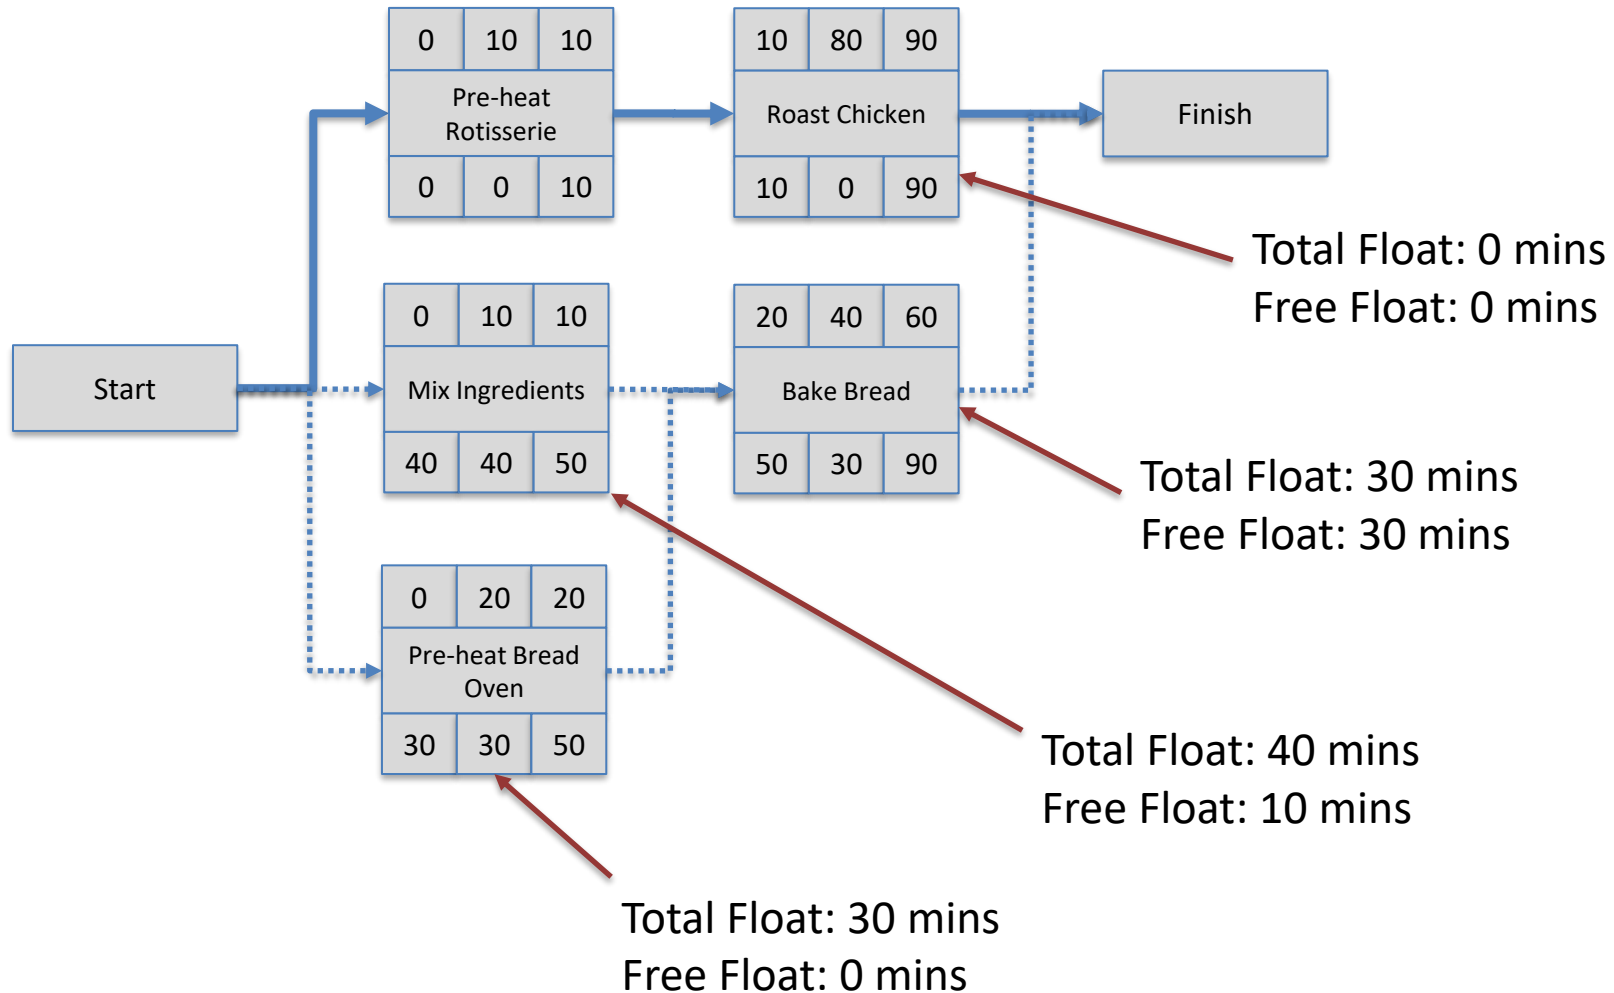 0 10 10
Pre-heat
Rotisserie
0 0 10
10 80 90
Roast Chicken
10 0 90
Finish
Total Float: 0 mins
Free Float: 0 mins
Start
0 10 10
Mix Ingredients
40 40 50
20 40 60
Bake Bread
50 30 90
Total Float: 30 mins
Free Float: 30 mins
0 20 20
Pre-heat Bread
Oven
30 30 50
Total Float: 40 mins
Free Float: 10 mins
Total Float: 30 mins
Free Float: 0 mins